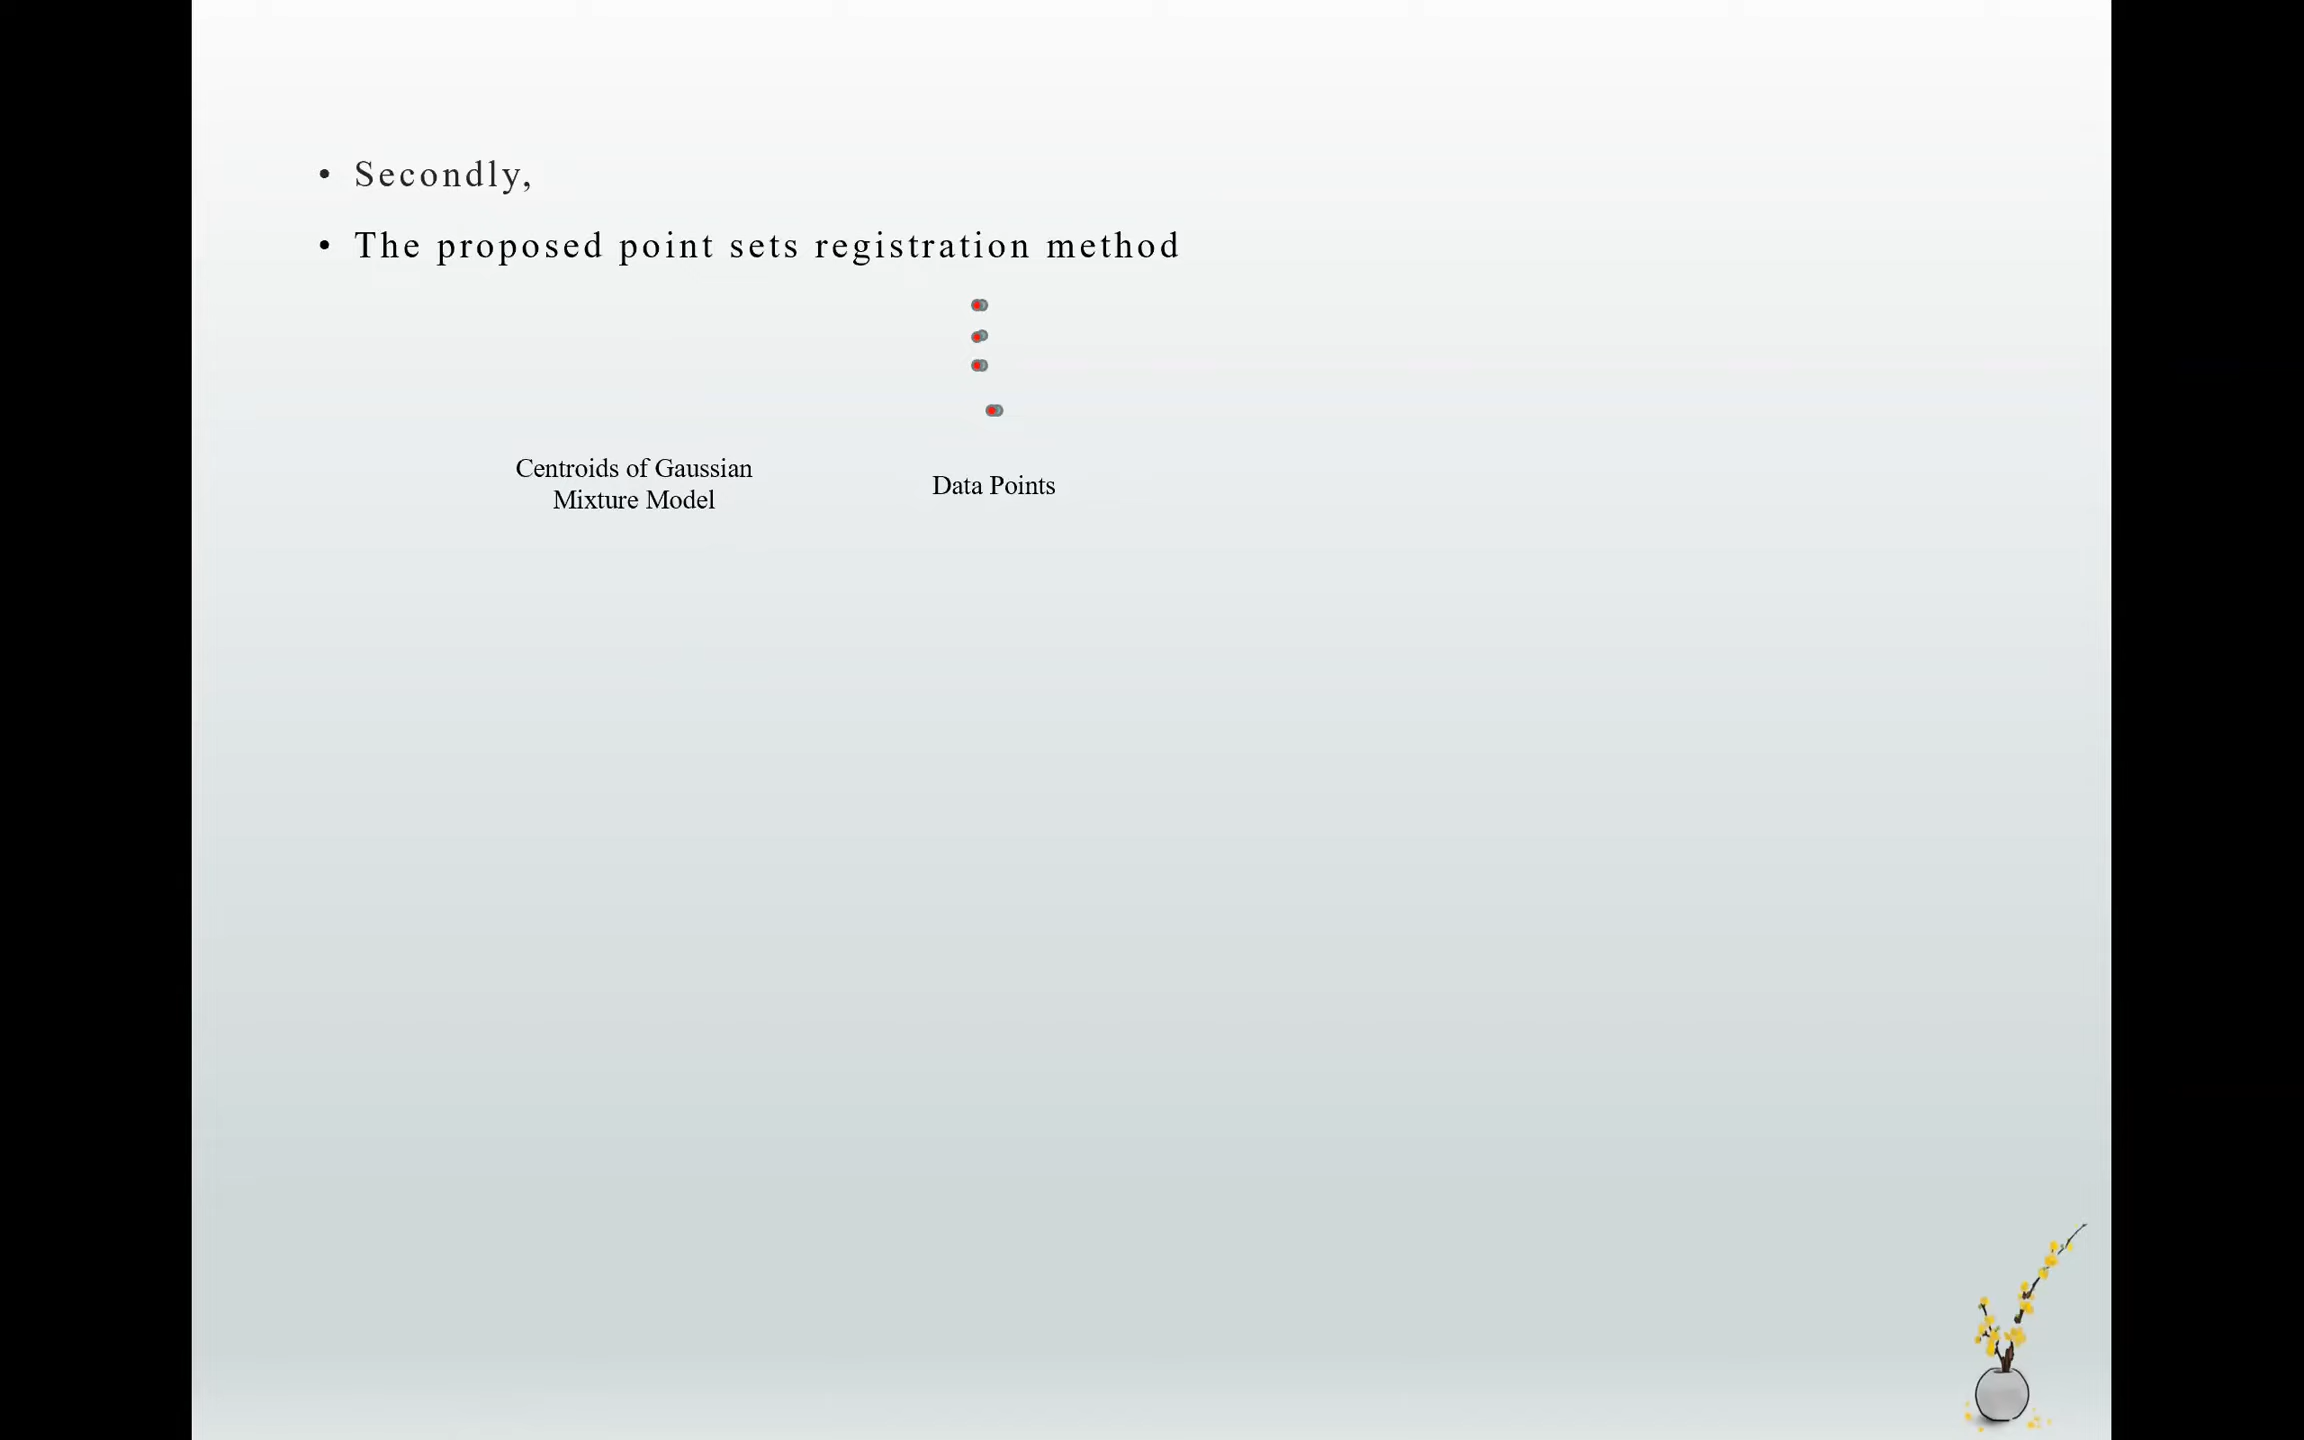 • Secondly,
• The proposed point sets registration method
Centroids of Gaussian
Mixture Model
Data Points